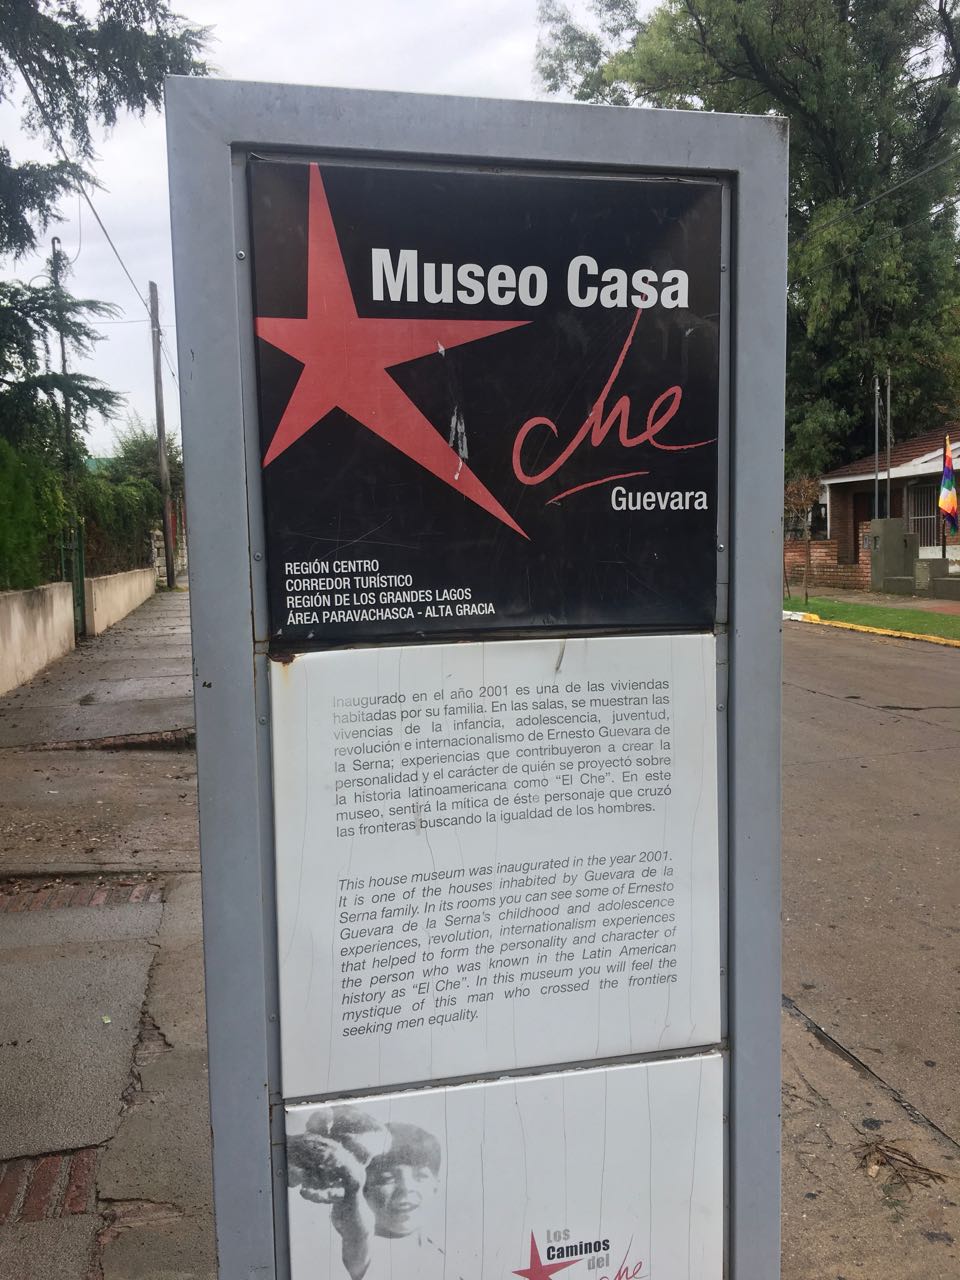 Museo Casa
Che
Guevara
REGIÓN CENTRO
CORREDOR TURÍSTICO
REGIÓN DE LOS GRANDES LAGOS
ÁREA PARAVACHASCA - ALTA GRACIA
Inaugurado en el año 2001 es una de las viviendas
habitadas por su familia. En las salas, se muestran las
vivencias de la infancia, adolescencia, juventud,
revolución e internacionalismo de Ernesto Guevara de
la Serna; experiencias que contribuyeron a crear la
personalidad y el carácter de quién se proyectó sobre
la historia latinoamericana como "El Che". En este
museo, sentirá la mítica de éste personaje que cruzó
las fronteras buscando la igualdad de los hombres.
This house museum was inaugurated in the year 2001.
It is one of the houses inhabited by Guevara de la
Serna family. In its rooms you can see some of Ernesto
Guevara de la Serna's childhood and adolescence
experiences, revolution, internationalism experiences
that helped to form the personality and character of
the person who was known in the Latin American
history as "El Che". In this museum you will feel the
mystique of this man who crossed the frontiers
seeking men equality.
Los
Caminos
del
Che